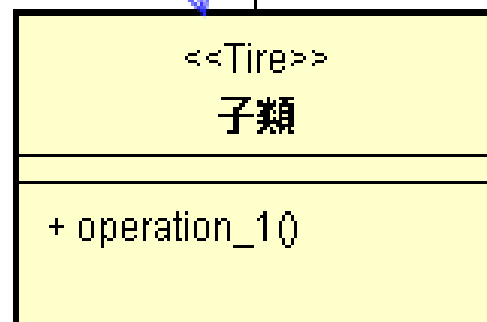 <<Tire>>
子類
+ operation_1()